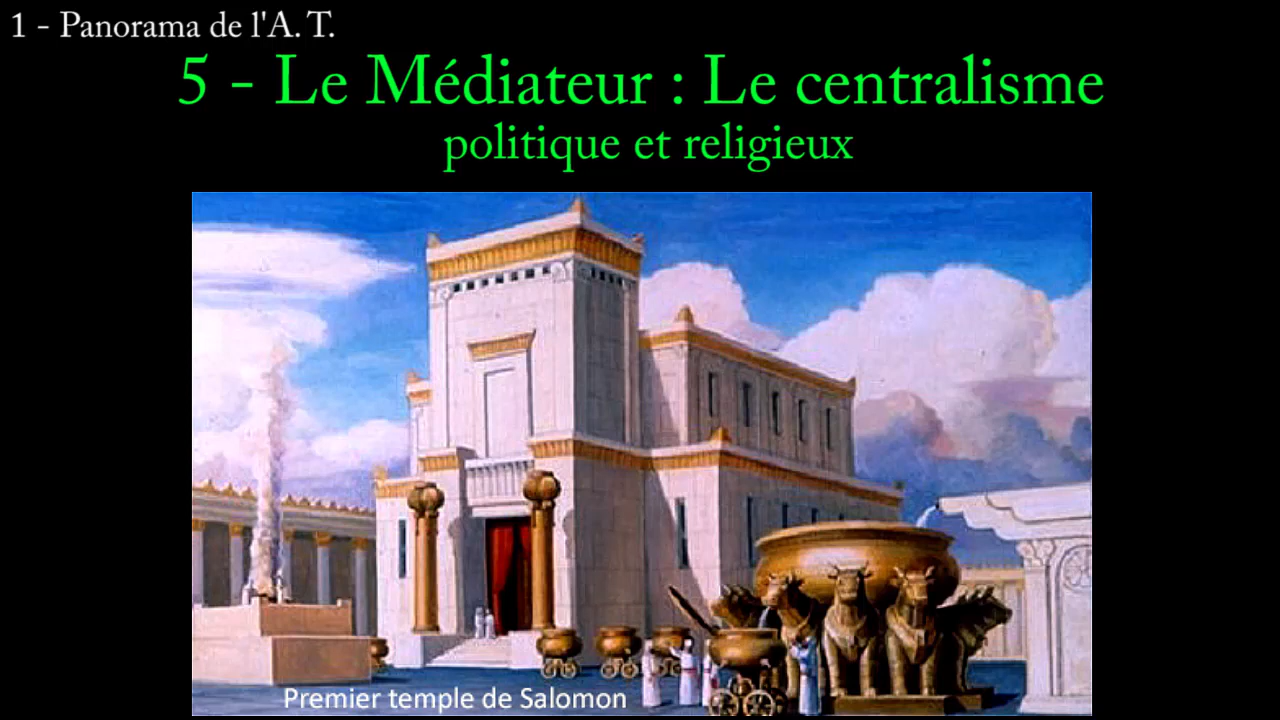 1 - Panorama de l'A. T.
5 - Le Médiateur : Le centralisme
politique et religieux
Premier temple de Salomon